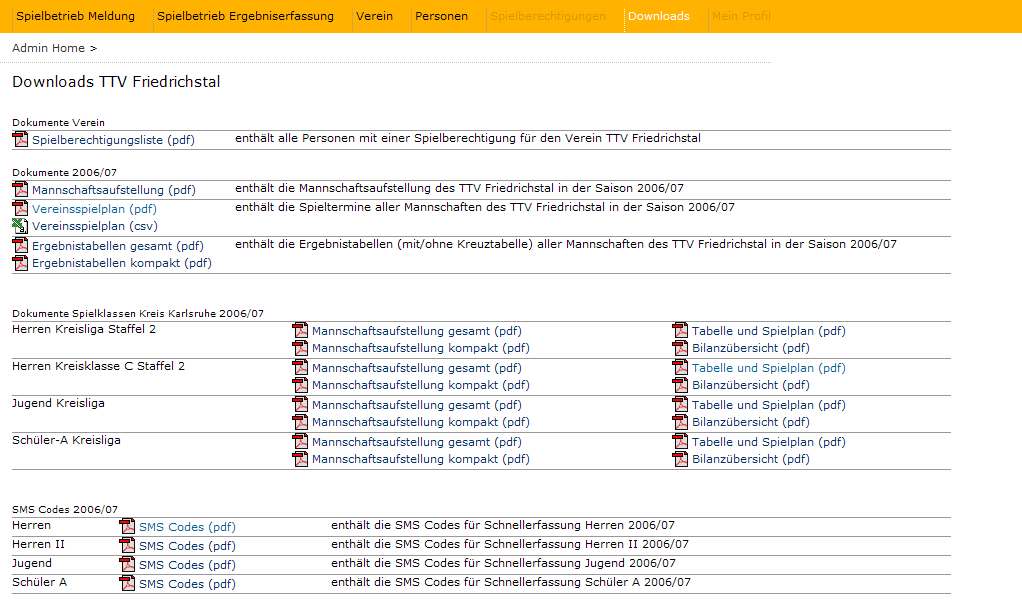 Spielbetrieb Meldung Spielbetrieb Ergebniserfassung Verein Personen Spielberechtigungen Downloads Mein Profil
Admin Home >
Downloads TTV Friedrichstal
Dokumente Verein
Spielberechtigungsliste (pdf) enthält alle Personen mit einer Spielberechtigung für den Verein TTV Friedrichstal
Dokumente 2006/07
Mannschaftsaufstellung (pdf) enthält die Mannschaftsaufstellung des TTV Friedrichstal in der Saison 2006/07
Vereinsspielplan (pdf) enthält die Spieltermine aller Mannschaften des TTV Friedrichstal in der Saison 2006/07
Vereinsspielplan (csv)
Ergebnistabellen gesamt (pdf) enthält die Ergebnistabellen (mit/ohne Kreuztabelle) aller Mannschaften des TTV Friedrichstal in der Saison 2006/07
Ergebnistabellen kompakt (pdf)
Dokumente Spielklassen Kreis Karlsruhe 2006/07
Herren Kreisliga Staffel 2 Mannschaftsaufstellung gesamt (pdf) Tabelle und Spielplan (pdf)
Mannschaftsaufstellung kompakt (pdf) Bilanzübersicht (pdf)
Herren Kreisklasse C Staffel 2 Mannschaftsaufstellung gesamt (pdf) Tabelle und Spielplan (pdf)
Mannschaftsaufstellung kompakt (pdf) Bilanzübersicht (pdf)
Jugend Kreisliga Mannschaftsaufstellung gesamt (pdf) Tabelle und Spielplan (pdf)
Mannschaftsaufstellung kompakt (pdf) Bilanzübersicht (pdf)
Schüler-A Kreisliga Mannschaftsaufstellung gesamt (pdf) Tabelle und Spielplan (pdf)
Mannschaftsaufstellung kompakt (pdf) Bilanzübersicht (pdf)
SMS Codes 2006/07
Herren SMS Codes (pdf) enthält die SMS Codes für Schnellerfassung Herren 2006/07
Herren II SMS Codes (pdf) enthält die SMS Codes für Schnellerfassung Herren II 2006/07
Jugend SMS Codes (pdf) enthält die SMS Codes für Schnellerfassung Jugend 2006/07
Schüler A SMS Codes (pdf) enthält die SMS Codes für Schnellerfassung Schüler A 2006/07